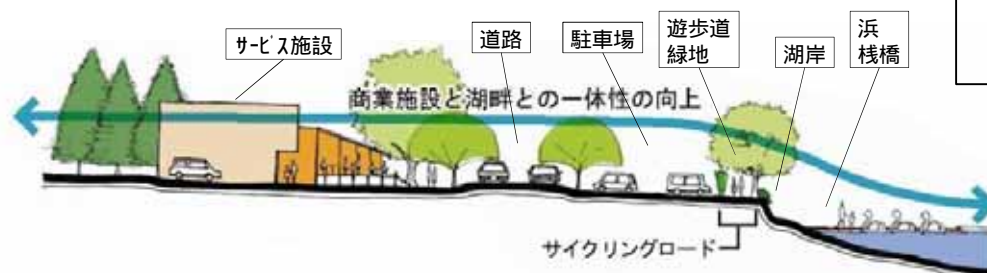 サービス施設
道路
駐車場
遊歩道
緑地
湖岸
浜
桟橋
商業施設と湖畔との一体性の向上
サイクリングロード